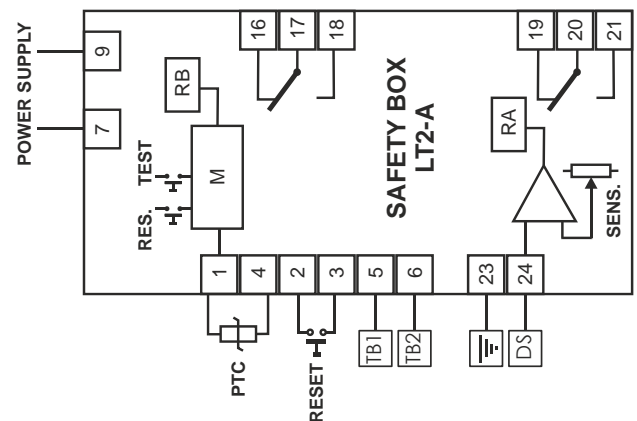 POWER SUPPLY
9
7
16
17
18
19
20
21
RB
TEST
RES.
M
SAFETY BOX
LT2-A
RA
SENS.
1
4
2
3
5
6
23
24
PTC
RESET
TB1
TB2
DS